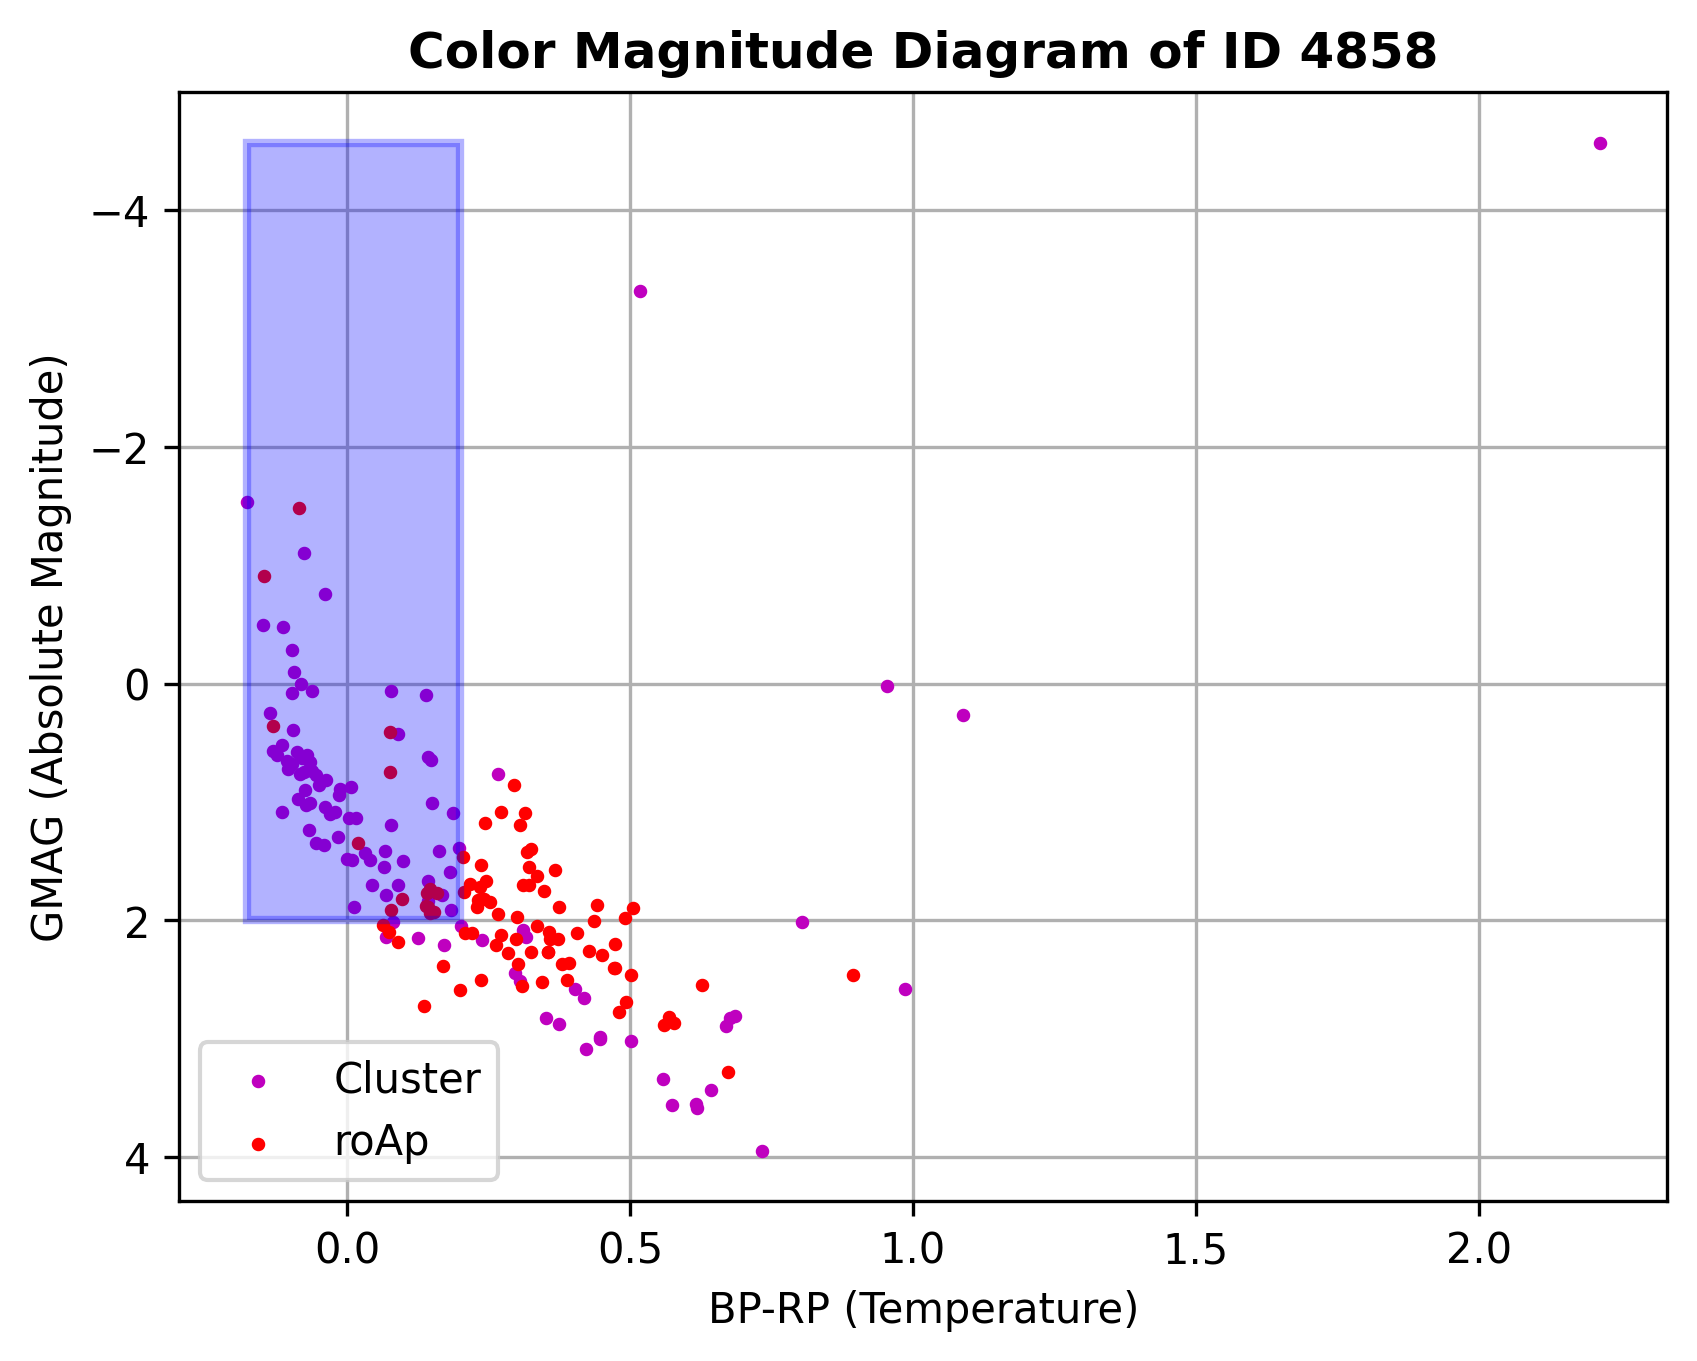 Color Magnitude Diagram of ID 4858
GMAG (Absolute Magnitude)
−4
−2
0
2
4
Cluster
roAp
0.0 0.5 1.0 1.5 2.0
BP-RP (Temperature)